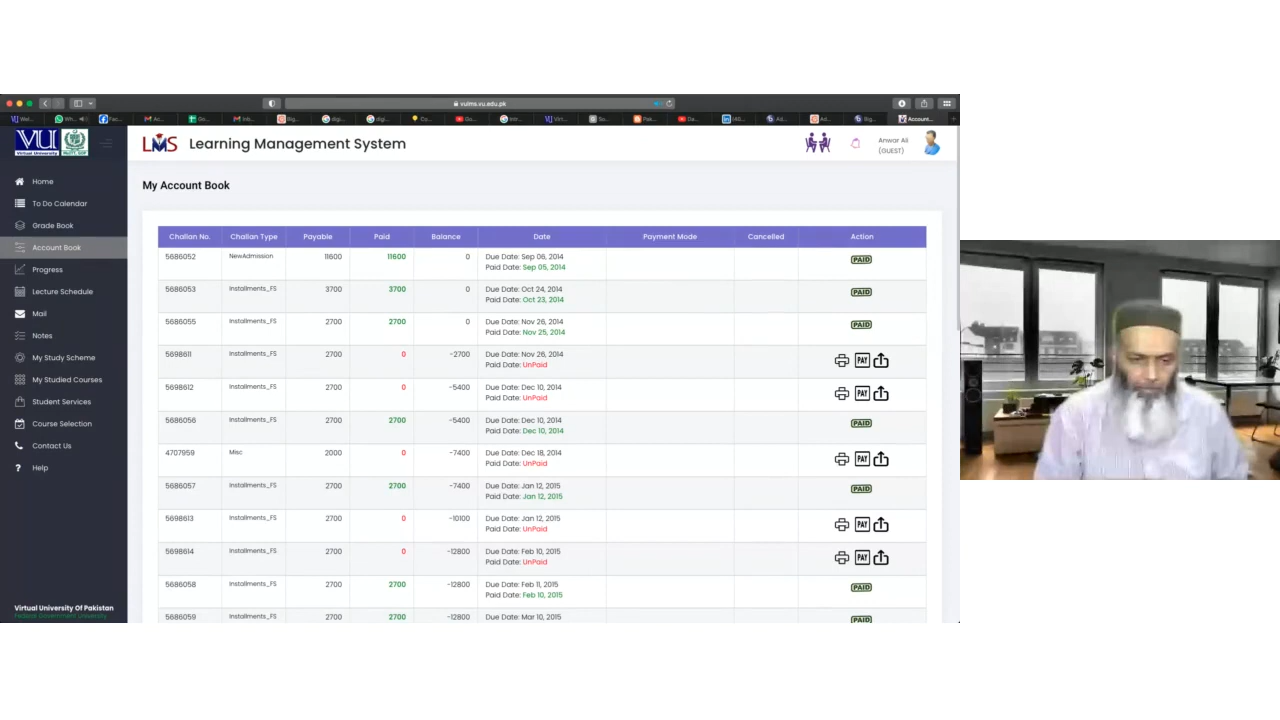 vulms.vu.edu.pk
VU
Virtual University
LMS Learning Management System
Anwar Ali
(GUEST)
Home
To Do Calendar
Grade Book
Account Book
Progress
Lecture Schedule
Mail
Notes
My Study Scheme
My Studied Courses
Student Services
Course Selection
Contact Us
Help
Virtual University Of Pakistan
Federal Government University
My Account Book
Challan No. Challan Type Payable Paid Balance Date Payment Mode Cancelled Action
5686052 NewAdmission 11600 11600 0 Due Date: Sep 06, 2014 PAID
Paid Date: Sep 05, 2014
5686053 Installments_FS 3700 3700 0 Due Date: Oct 24, 2014 PAID
Paid Date: Oct 23, 2014
5686055 Installments_FS 2700 2700 0 Due Date: Nov 26, 2014 PAID
Paid Date: Nov 25, 2014
5698611 Installments_FS 2700 0 -2700 Due Date: Nov 26, 2014 PAY
Paid Date: UnPaid
5698612 Installments_FS 2700 0 -5400 Due Date: Dec 10, 2014 PAY
Paid Date: UnPaid
5686056 Installments_FS 2700 2700 -5400 Due Date: Dec 10, 2014 PAID
Paid Date: Dec 10, 2014
4707959 Misc 2000 0 -7400 Due Date: Dec 18, 2014 PAY
Paid Date: UnPaid
5686057 Installments_FS 2700 2700 -7400 Due Date: Jan 12, 2015 PAID
Paid Date: Jan 12, 2015
5698613 Installments_FS 2700 0 -10100 Due Date: Jan 12, 2015 PAY
Paid Date: UnPaid
5698614 Installments_FS 2700 0 -12800 Due Date: Feb 10, 2015 PAY
Paid Date: UnPaid
5686058 Installments_FS 2700 2700 -12800 Due Date: Feb 11, 2015 PAID
Paid Date: Feb 10, 2015
5686059 Installments_FS 2700 2700 -12800 Due Date: Mar 10, 2015 PAID